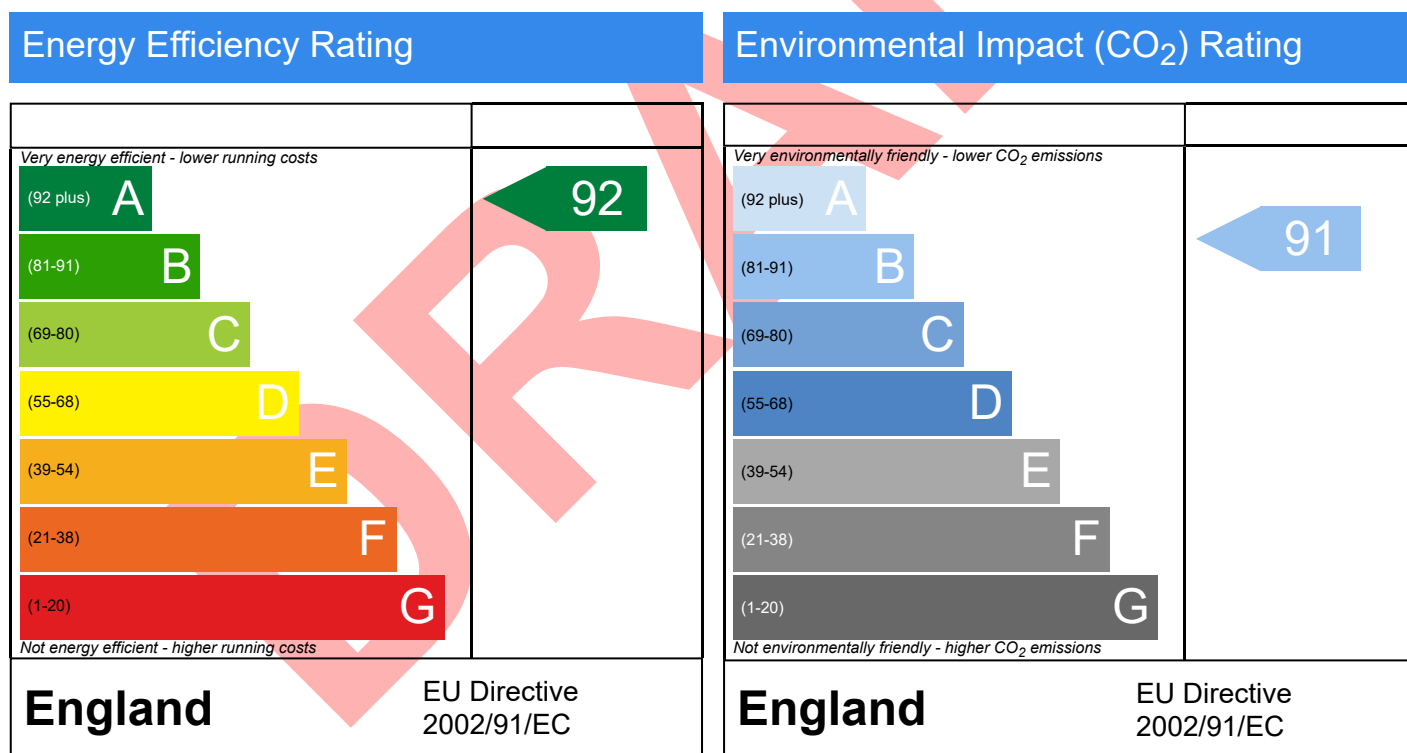 Energy Efficiency Rating
Very energy efficient - lower running costs
(92 plus) A
92
(81-91) B
(69-80) C
(55-68) D
(39-54) E
(21-38) F
(1-20) G
Not energy efficient - higher running costs
England
EU Directive
2002/91/EC
Environmental Impact (CO₂) Rating
Very environmentally friendly - lower CO₂ emissions
(92 plus) A
(81-91) B
91
(69-80) C
(55-68) D
(39-54) E
(21-38) F
(1-20) G
Not environmentally friendly - higher CO₂ emissions
England
EU Directive
2002/91/EC